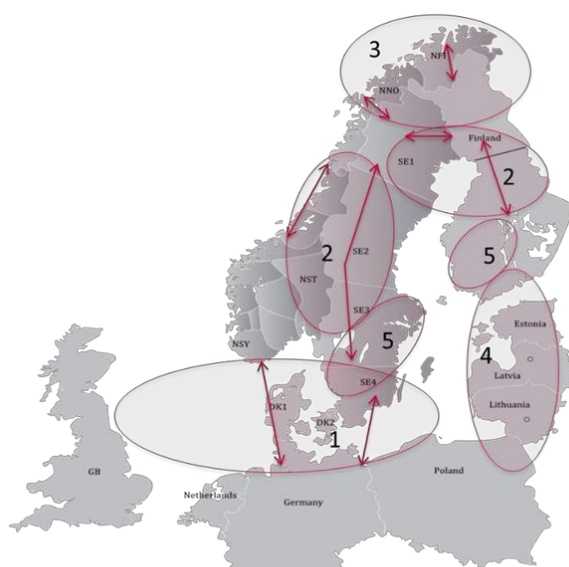 3
NFI
NNO
Finland
SE1
2
2
SE2
5
NST
SE3
Estonia
NSY
5
4
Latvia
SE4
DK1
Lithuania
DK2
1
GB
Poland
Netherlands
Germany